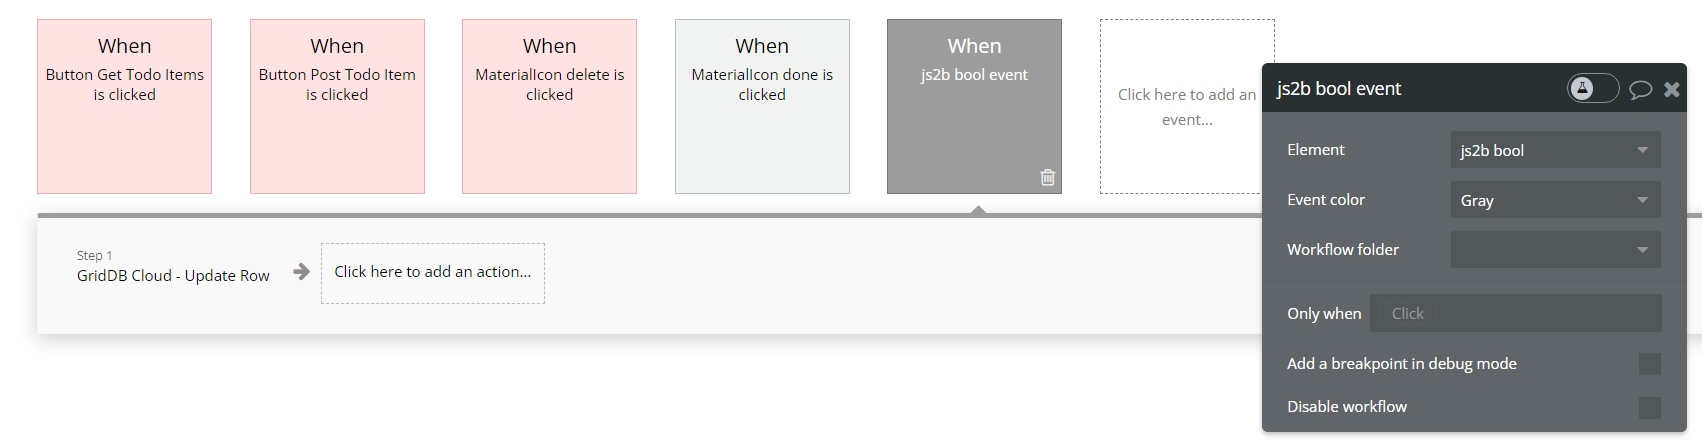 When
Button Get Todo Items
is clicked
When
Button Post Todo Item
is clicked
When
MaterialIcon delete is
clicked
When
MaterialIcon done is
clicked
When
js2b bool event
Click here to add an
event...
Step 1
GridDB Cloud - Update Row
Click here to add an action...
js2b bool event
Element
js2b bool
Event color
Gray
Workflow folder
Only when
Click
Add a breakpoint in debug mode
Disable workflow